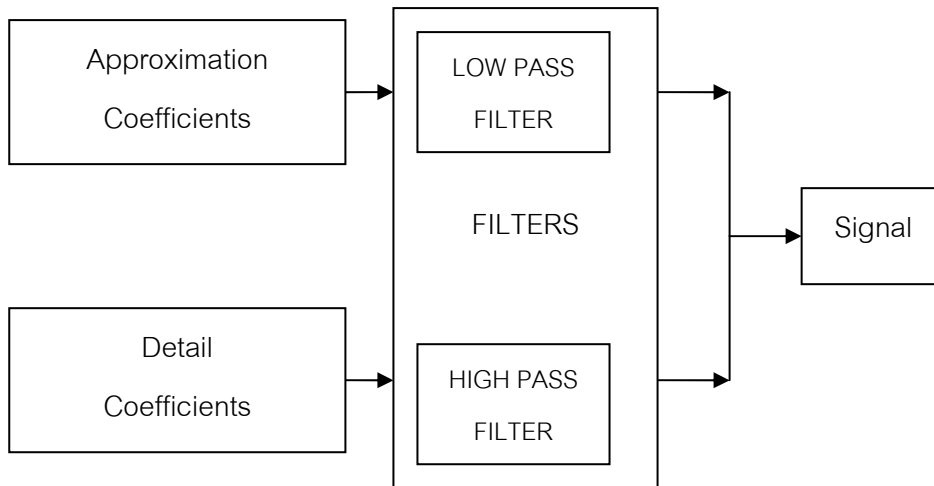 Approximation
Coefficients
LOW PASS
FILTER
FILTERS
Signal
Detail
Coefficients
HIGH PASS
FILTER